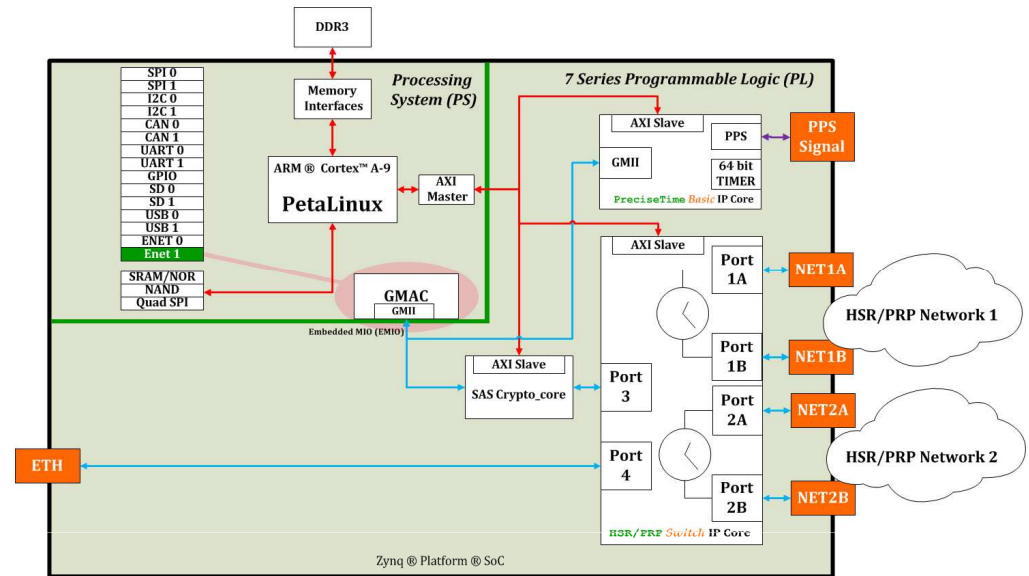 DDR3
Processing
System (PS)
7 Series Programmable Logic (PL)
SPI 0
SPI 1
I2C 0
I2C 1
CAN 0
CAN 1
UART 0
UART 1
GPIO
SD 0
SD 1
USB 0
USB 1
ENET 0
Enet 1
SRAM/NOR
NAND
Quad SPI
Memory
Interfaces
ARM ® Cortex™ A-9
PetaLinux
AXI
Master
GMAC
GMII
Embedded MIO (EMIO)
AXI Slave
PPS
GMII
64 bit
TIMER
PreciseTime Basic IP Core
PPS
Signal
AXI Slave
SAS Crypto_core
AXI Slave
Port
1A
Port
1B
Port
3
Port
2A
Port
4
Port
2B
HSR/PRP Switch IP Core
NET1A
HSR/PRP Network 1
NET1B
NET2A
HSR/PRP Network 2
NET2B
ETH
Zynq ® Platform ® SoC